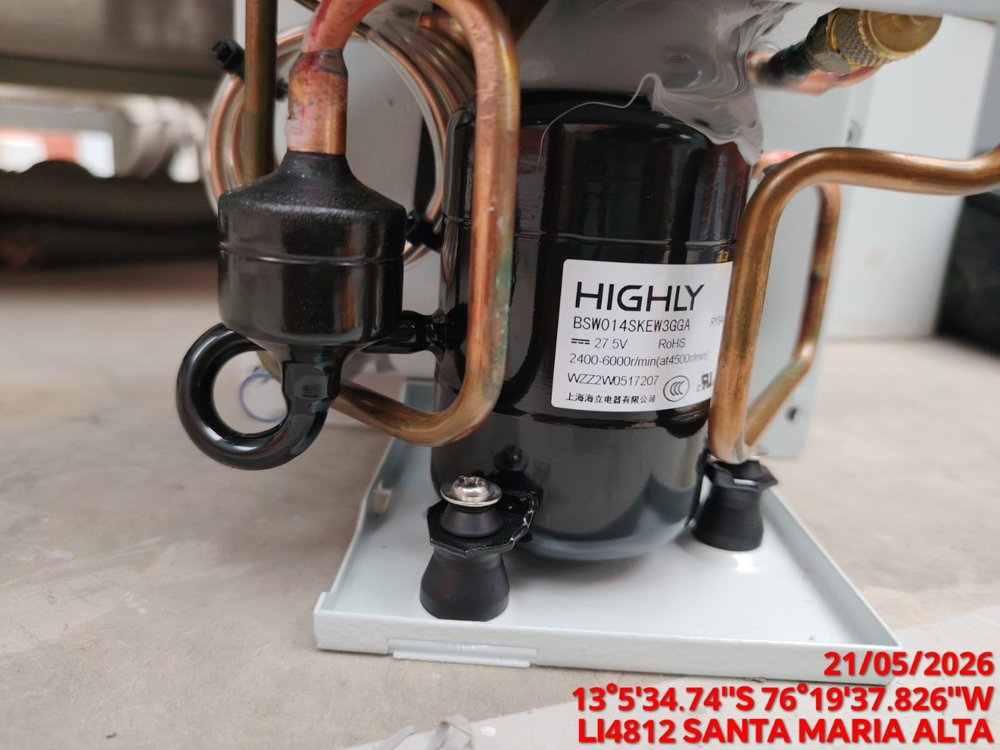 HIGHLY
BSW014SKEW3GGA R134
27.5V RoHS
2400-6000r/min(at4500r/min)
WZZ2W0517207
上海海立电器有限公司
21/05/2026
13°5'34.74"S 76°19'37.826"W
LI4812 SANTA MARIA ALTA